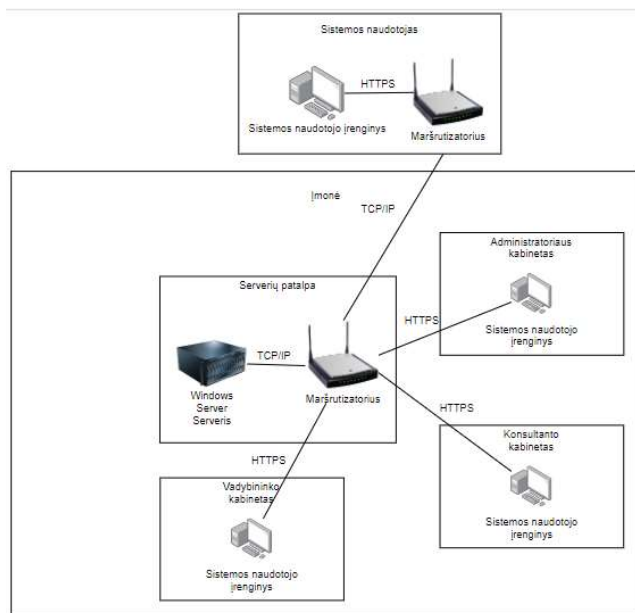 Sistemos naudotojas
HTTPS
Sistemos naudotojo įrenginys
Maršrutizatorius
Įmonė
TCP/IP
Administratoriaus
kabinetas
Sistemos naudotojo
įrenginys
Serverių patalpa
HTTPS
TCP/IP
Windows
Server
Serveris
Maršrutizatorius
HTTPS
Konsultanto
kabinetas
Sistemos naudotojo
įrenginys
HTTPS
Vadybininko
kabinetas
Sistemos naudotojo
įrenginys